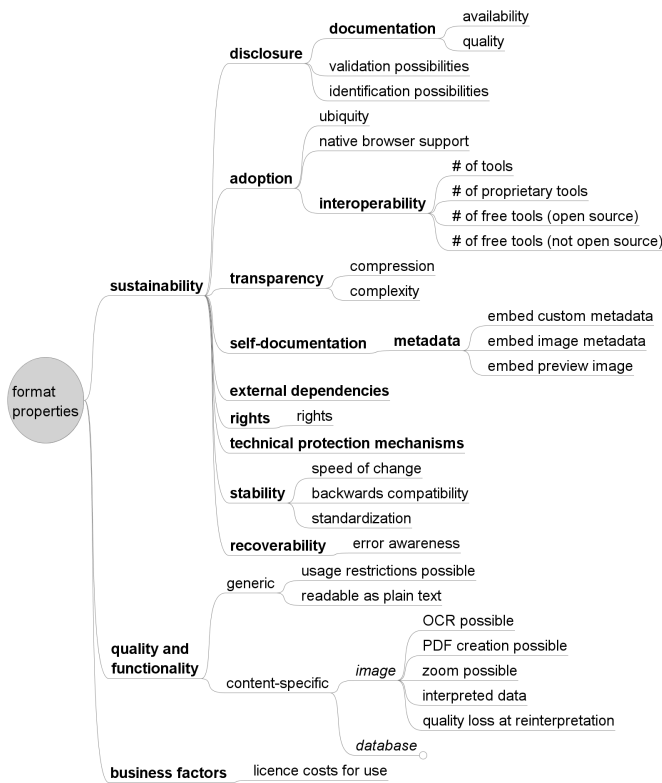 format
properties
sustainability
disclosure
documentation
availability
quality
validation possibilities
identification possibilities
adoption
ubiquity
native browser support
interoperability
# of tools
# of proprietary tools
# of free tools (open source)
# of free tools (not open source)
transparency
compression
complexity
self-documentation
metadata
embed custom metadata
embed image metadata
embed preview image
external dependencies
rights
rights
technical protection mechanisms
stability
speed of change
backwards compatibility
standardization
recoverability
error awareness
quality and
functionality
generic
usage restrictions possible
readable as plain text
content-specific
image
OCR possible
PDF creation possible
zoom possible
interpreted data
quality loss at reinterpretation
database
business factors
licence costs for use